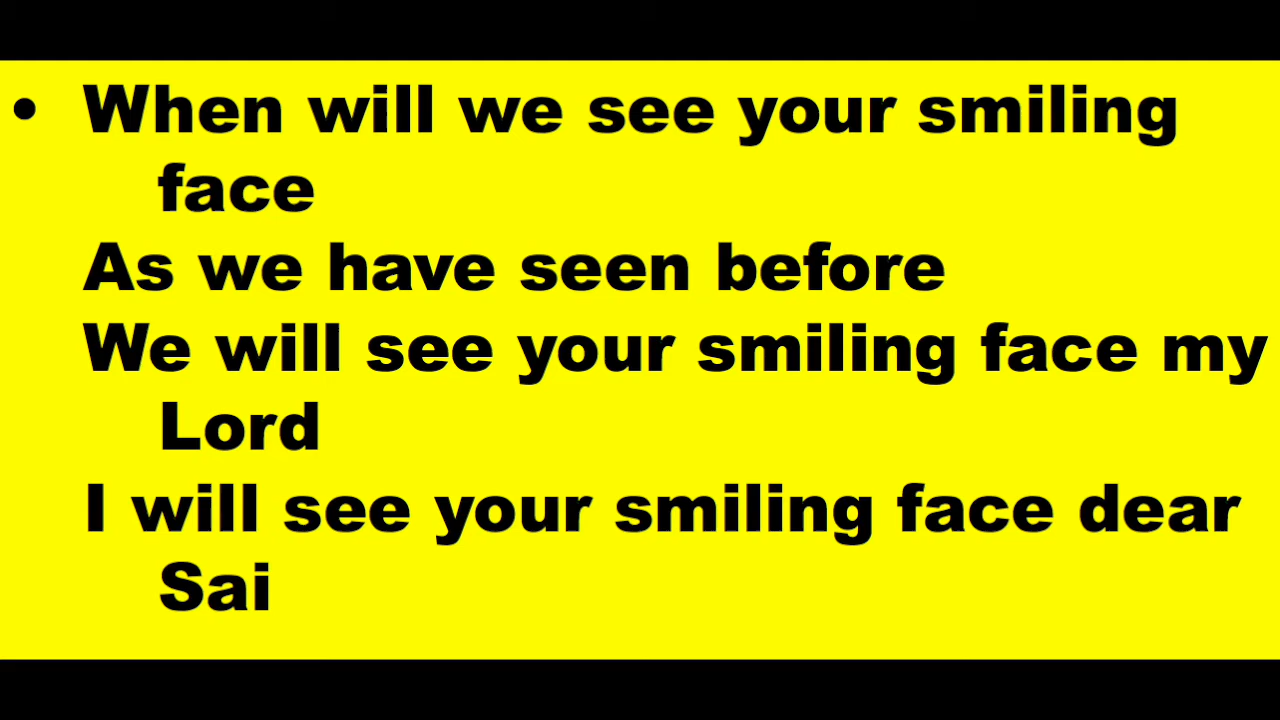 • When will we see your smiling
face
As we have seen before
We will see your smiling face my
Lord
I will see your smiling face dear
Sai